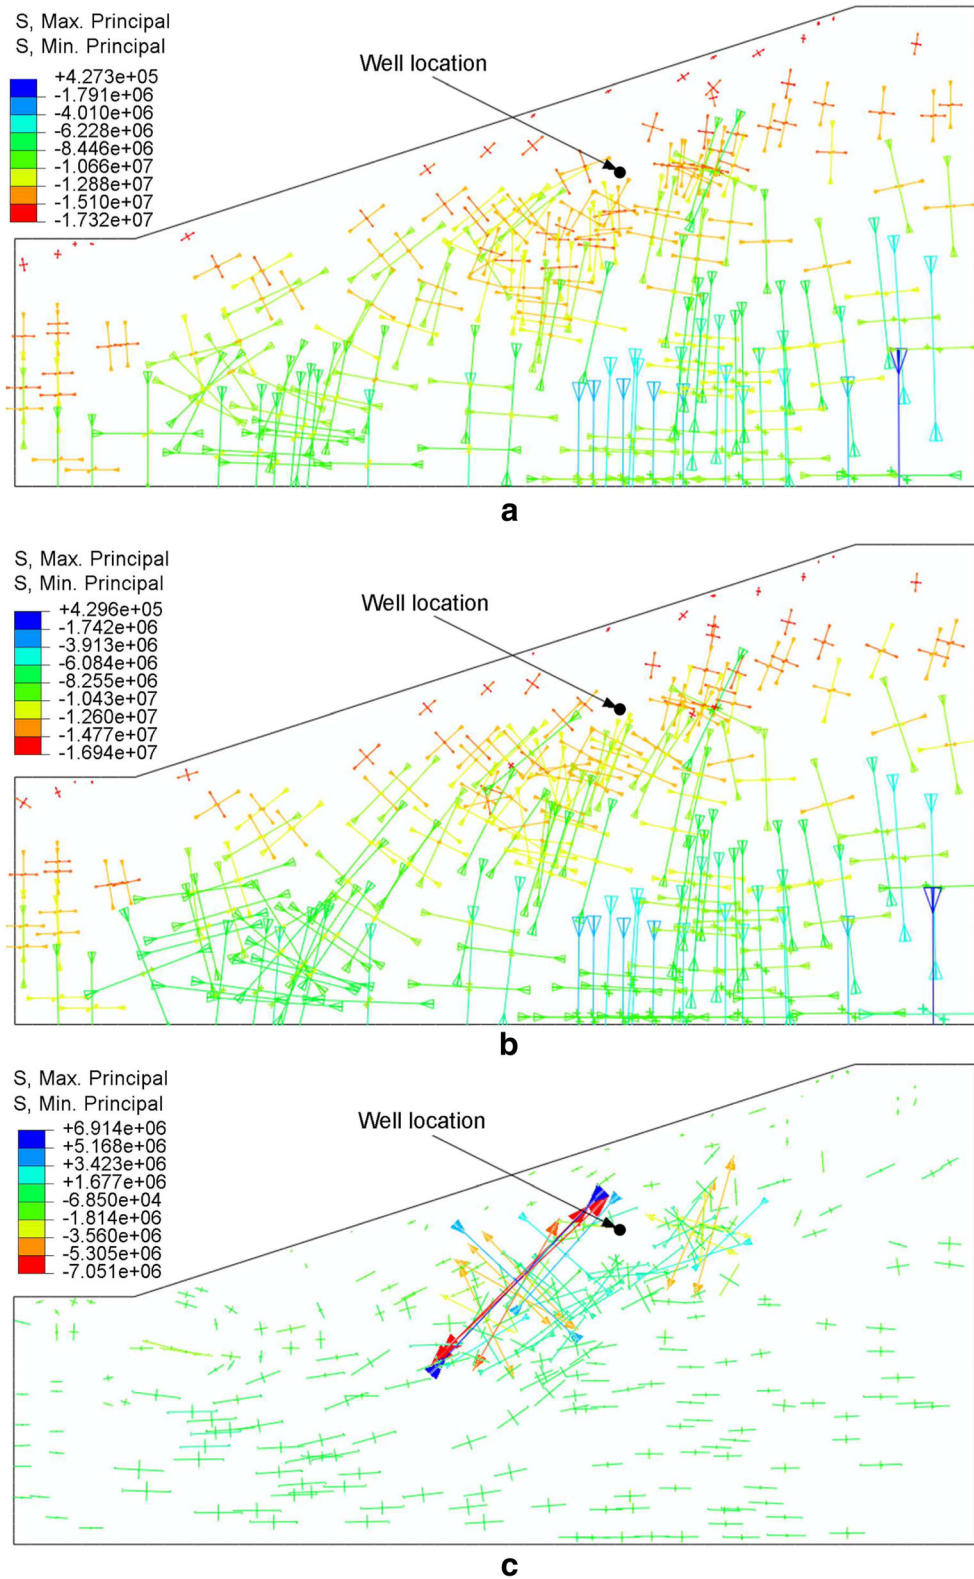 S, Max. Principal
S, Min. Principal
+4.273e+05
-1.791e+06
-4.010e+06
-6.228e+06
-8.446e+06
-1.066e+07
-1.288e+07
-1.510e+07
-1.732e+07
Well location
a
S, Max. Principal
S, Min. Principal
+4.296e+05
-1.742e+06
-3.913e+06
-6.084e+06
-8.255e+06
-1.043e+07
-1.260e+07
-1.477e+07
-1.694e+07
Well location
b
S, Max. Principal
S, Min. Principal
+6.914e+06
+5.168e+06
+3.423e+06
+1.677e+06
-6.850e+04
-1.814e+06
-3.560e+06
-5.305e+06
-7.051e+06
Well location
c